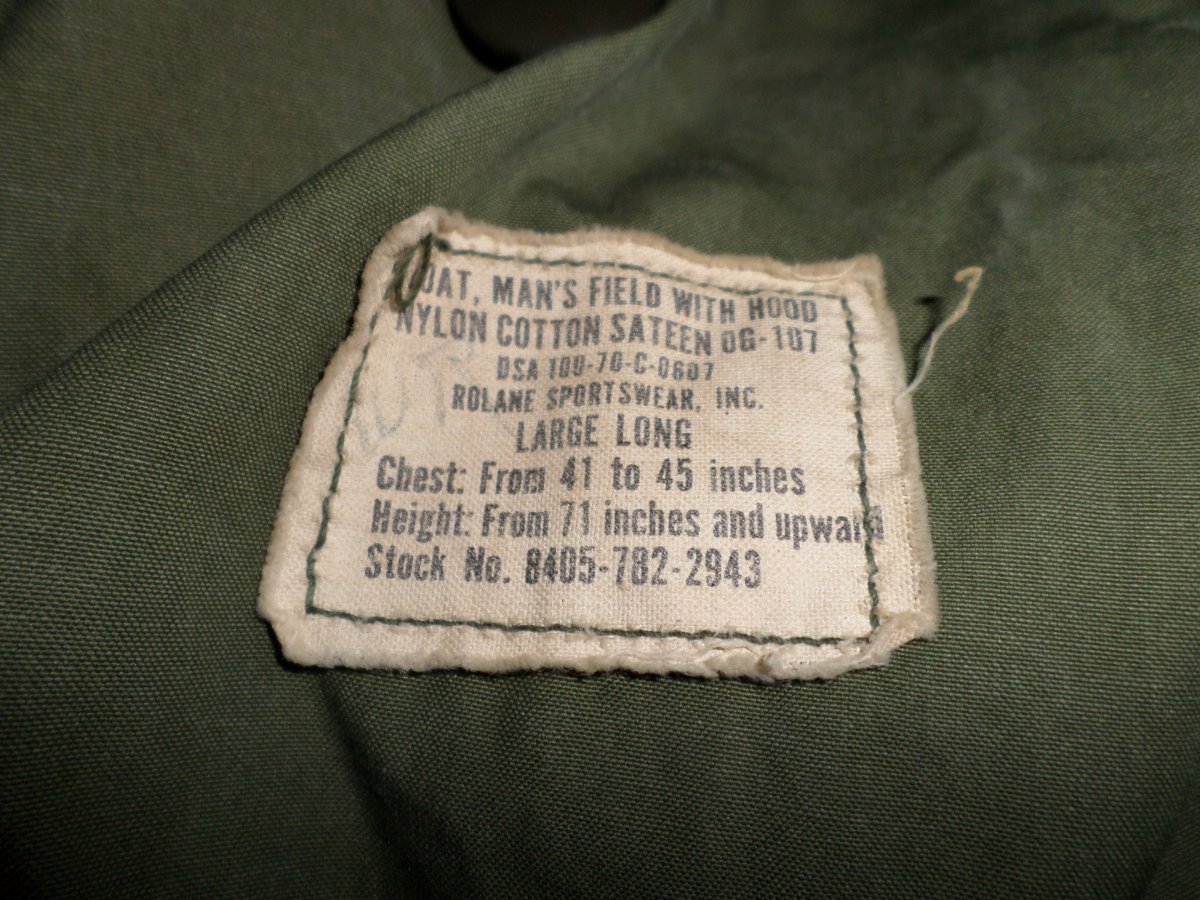 OAT, MAN'S FIELD WITH HOOD
NYLON COTTON SATEEN OG-107
DSA 100-70-C-0607
ROLANE SPORTSWEAR, INC.
LARGE LONG
Chest: From 41 to 45 inches
Height: From 71 inches and upward
Stock No. 8405-782-2943